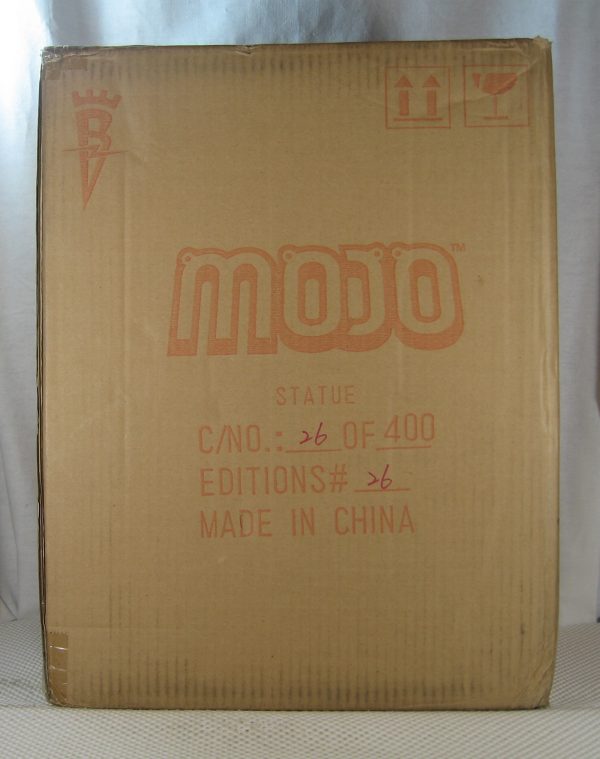 B
MOJO™
STATUE
C/NO.: 26 OF 400
EDITIONS# 26
MADE IN CHINA